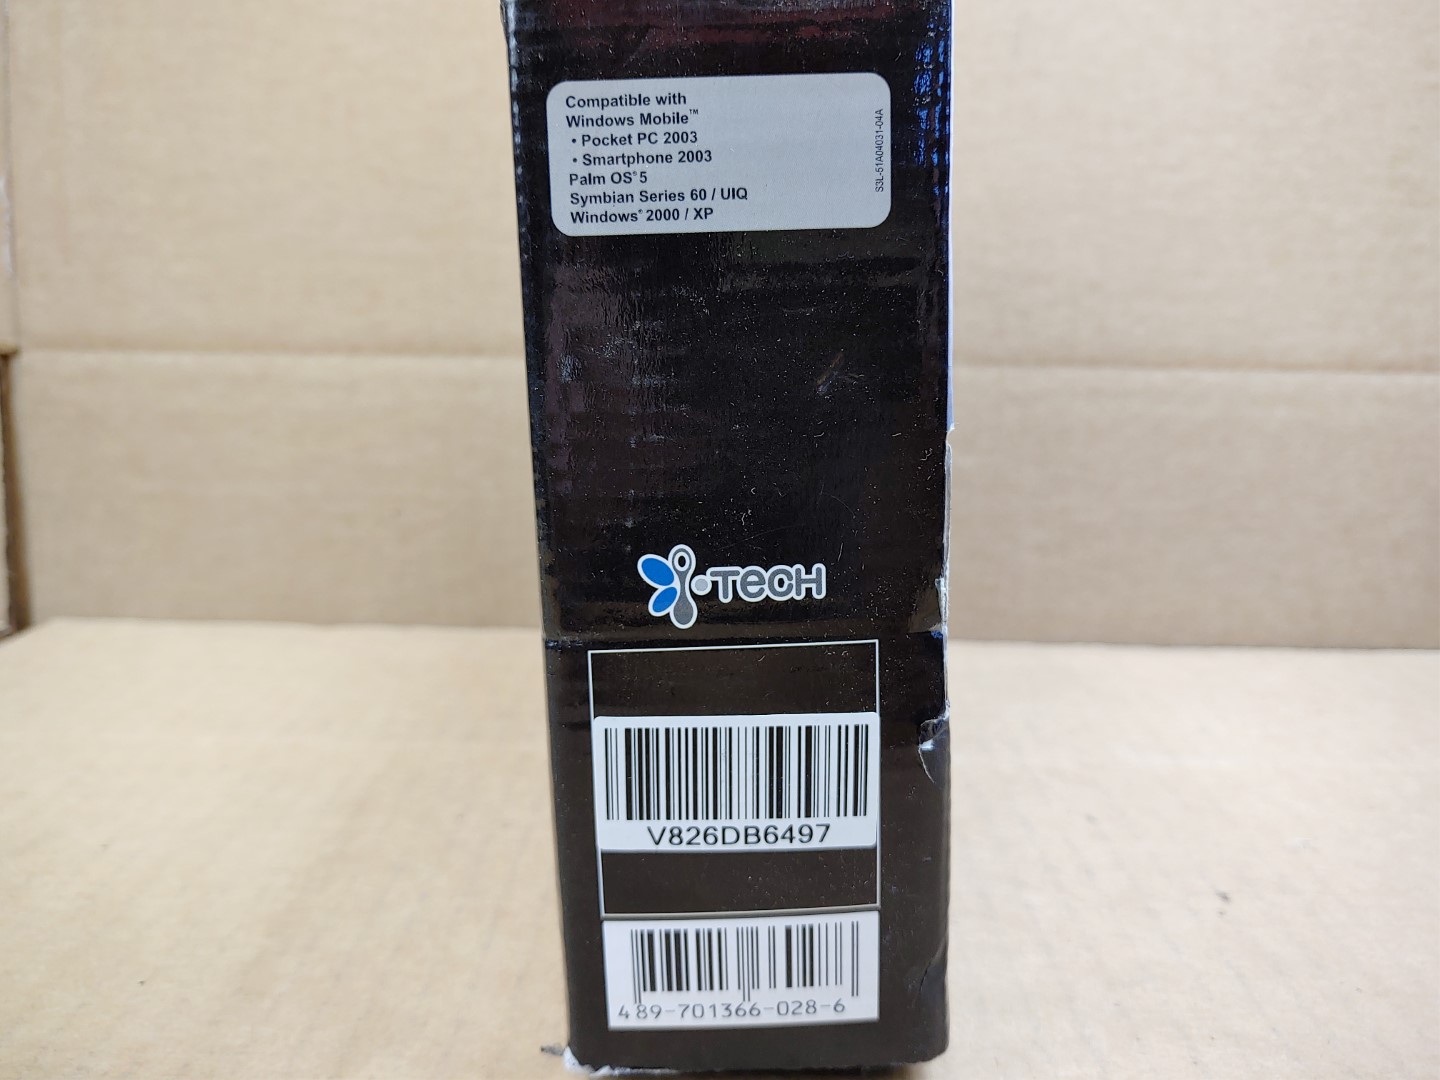 Compatible with
Windows Mobile™
• Pocket PC 2003
• Smartphone 2003
Palm OS® 5
Symbian Series 60 / UIQ
Windows® 2000 / XP
S3L-51A04031-04A
i.TECH
V826DB6497
489-701366-028-6